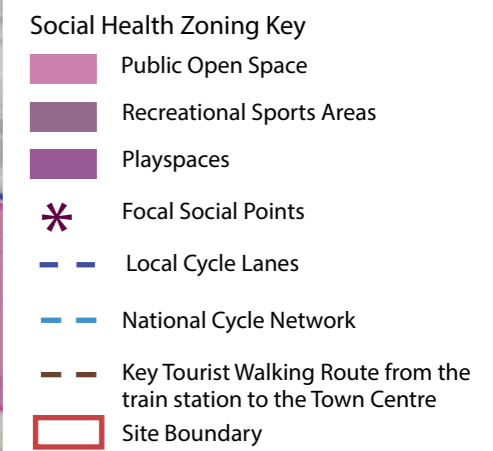 Social Health Zoning Key
Public Open Space
Recreational Sports Areas
Playspaces
Focal Social Points
Local Cycle Lanes
National Cycle Network
Key Tourist Walking Route from the
train station to the Town Centre
Site Boundary